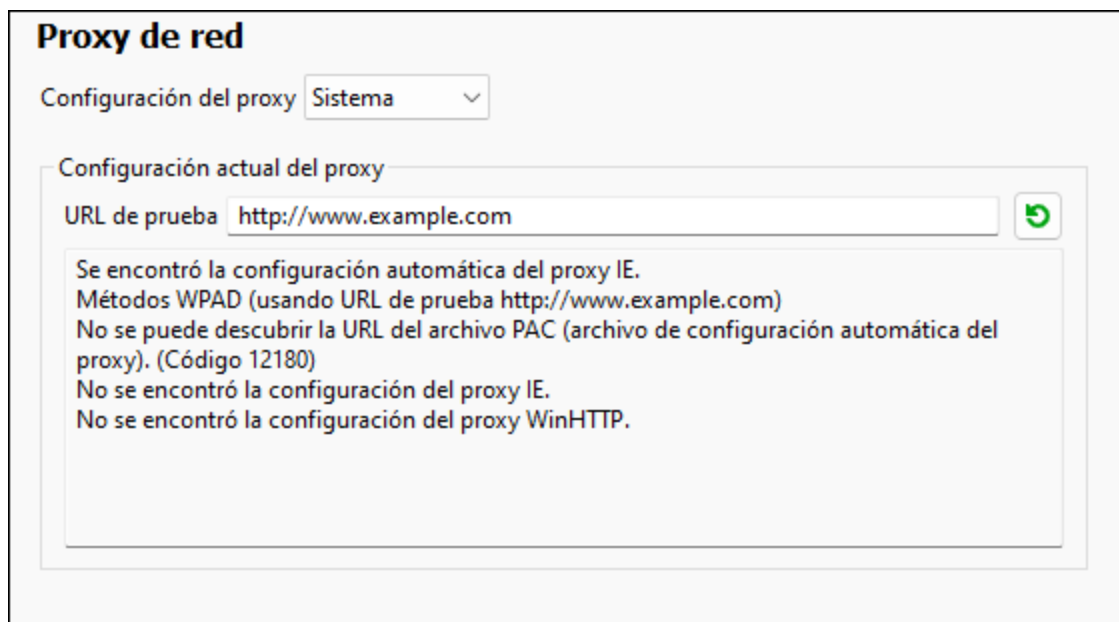 Proxy de red
Configuración del proxy Sistema
Configuración actual del proxy
URL de prueba http://www.example.com
Se encontró la configuración automática del proxy IE.
Métodos WPAD (usando URL de prueba http://www.example.com)
No se puede descubrir la URL del archivo PAC (archivo de configuración automática del
proxy). (Código 12180)
No se encontró la configuración del proxy IE.
No se encontró la configuración del proxy WinHTTP.